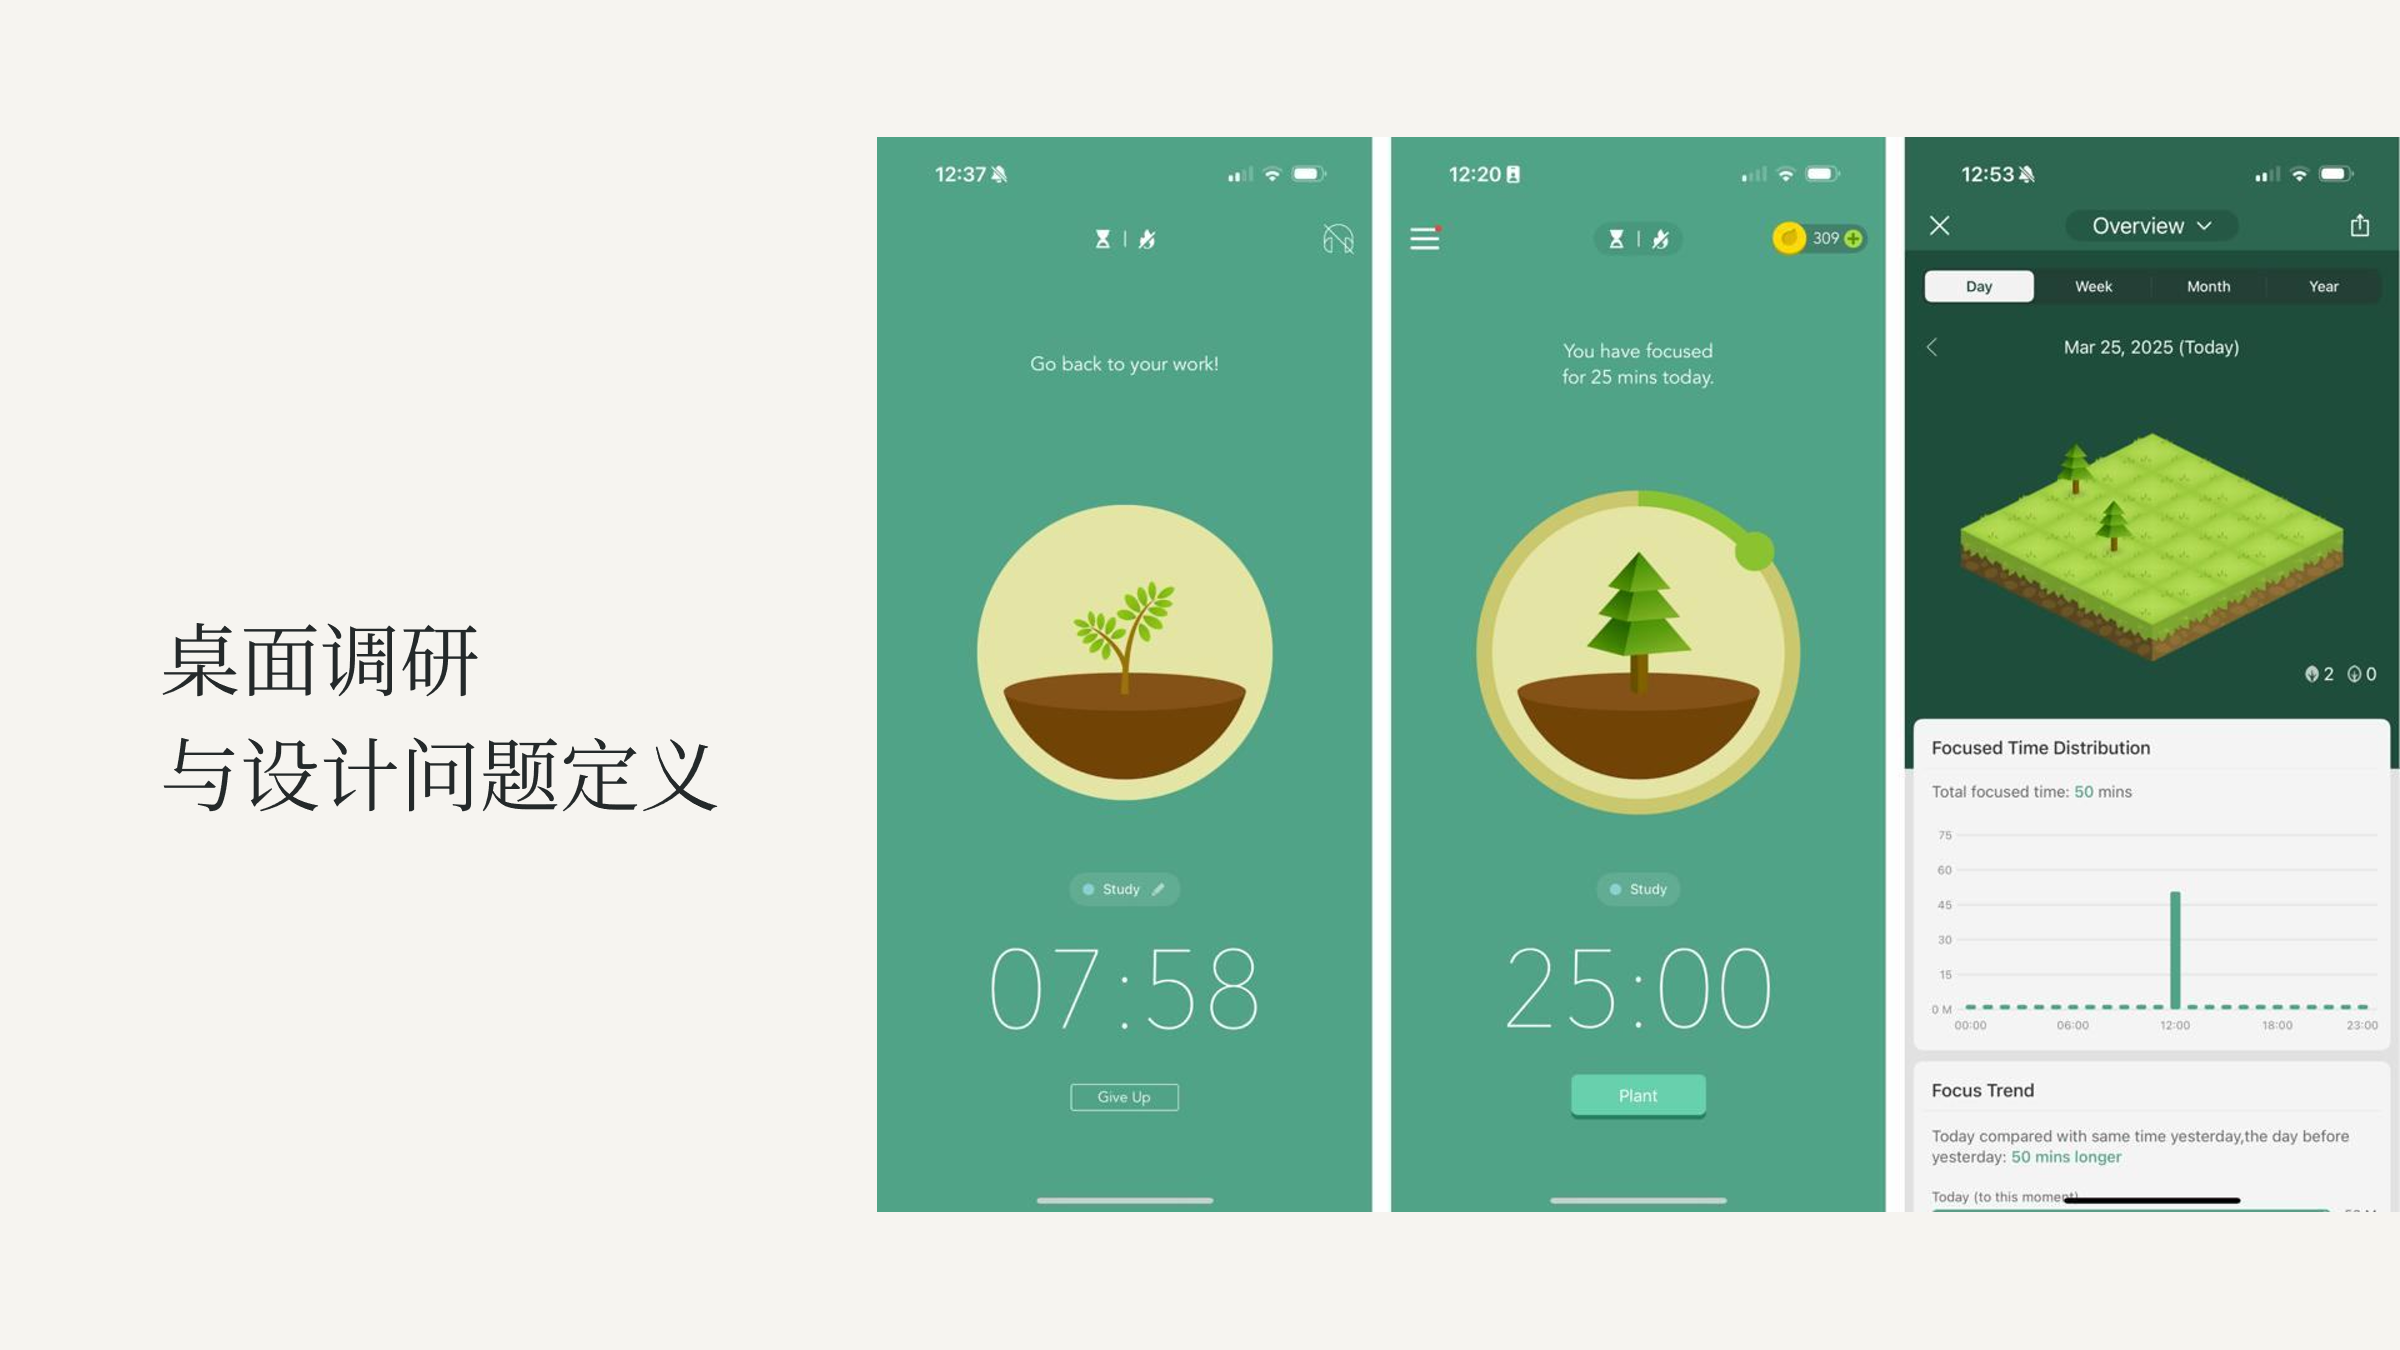 桌面调研
与设计问题定义
12:37
Go back to your work!
Study
07:58
Give Up
12:20
309
You have focused
for 25 mins today.
Study
25:00
Plant
12:53
Overview
Day Week Month Year
Mar 25, 2025 (Today)
2 0
Focused Time Distribution
Total focused time: 50 mins
75
60
45
30
15
0 M
00:00 06:00 12:00 18:00 23:00
Focus Trend
Today compared with same time yesterday,the day before
yesterday: 50 mins longer
Today (to this moment)